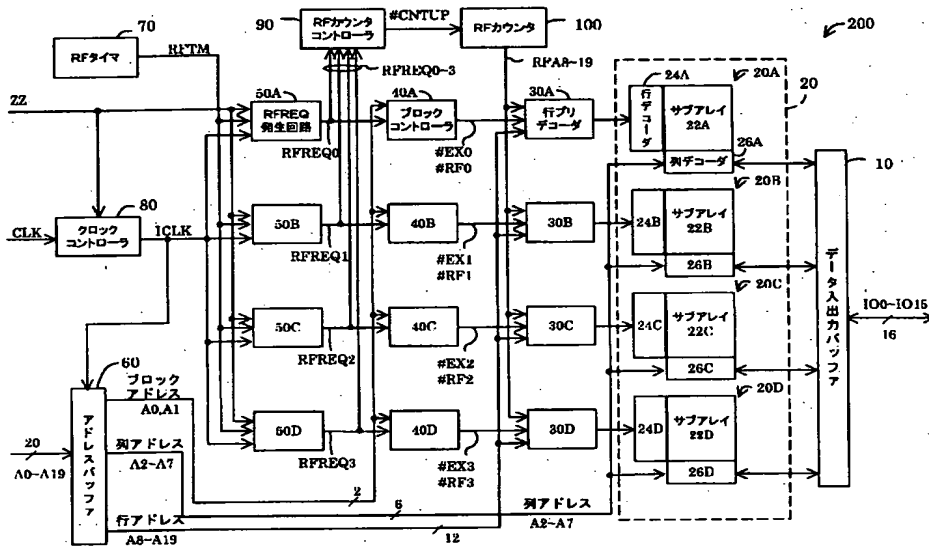 90
#CNTUP
100
200
70
RFタイマ
RFTM
RFカウンタ
コントローラ
RFカウンタ
RFREQ0~3
RFA8~19
ZZ
50A
RFREQ
発生回路
RFREQ0
40A
ブロック
コントローラ
#EX0
#RF0
30A
行プリ
デコーダ
24A
行デコーダ
サブアレイ
22A
20A
20
26A
列デコーダ
10
データ入出力バッファ
IO0~IO15
16
80
CLK
クロック
コントローラ
ICLK
50B
RFREQ1
40B
#EX1
#RF1
30B
24B
サブアレイ
22B
20B
26B
50C
RFREQ2
40C
#EX2
#RF2
30C
24C
サブアレイ
22C
20C
26C
60
アドレスバッファ
ブロック
アドレス
A0,A1
20
A0~A19
列アドレス
A2~A7
行アドレス
A8~A19
50D
RFREQ3
40D
#EX3
#RF3
30D
24D
サブアレイ
22D
20D
26D
2
6
12
列アドレス
A2~A7